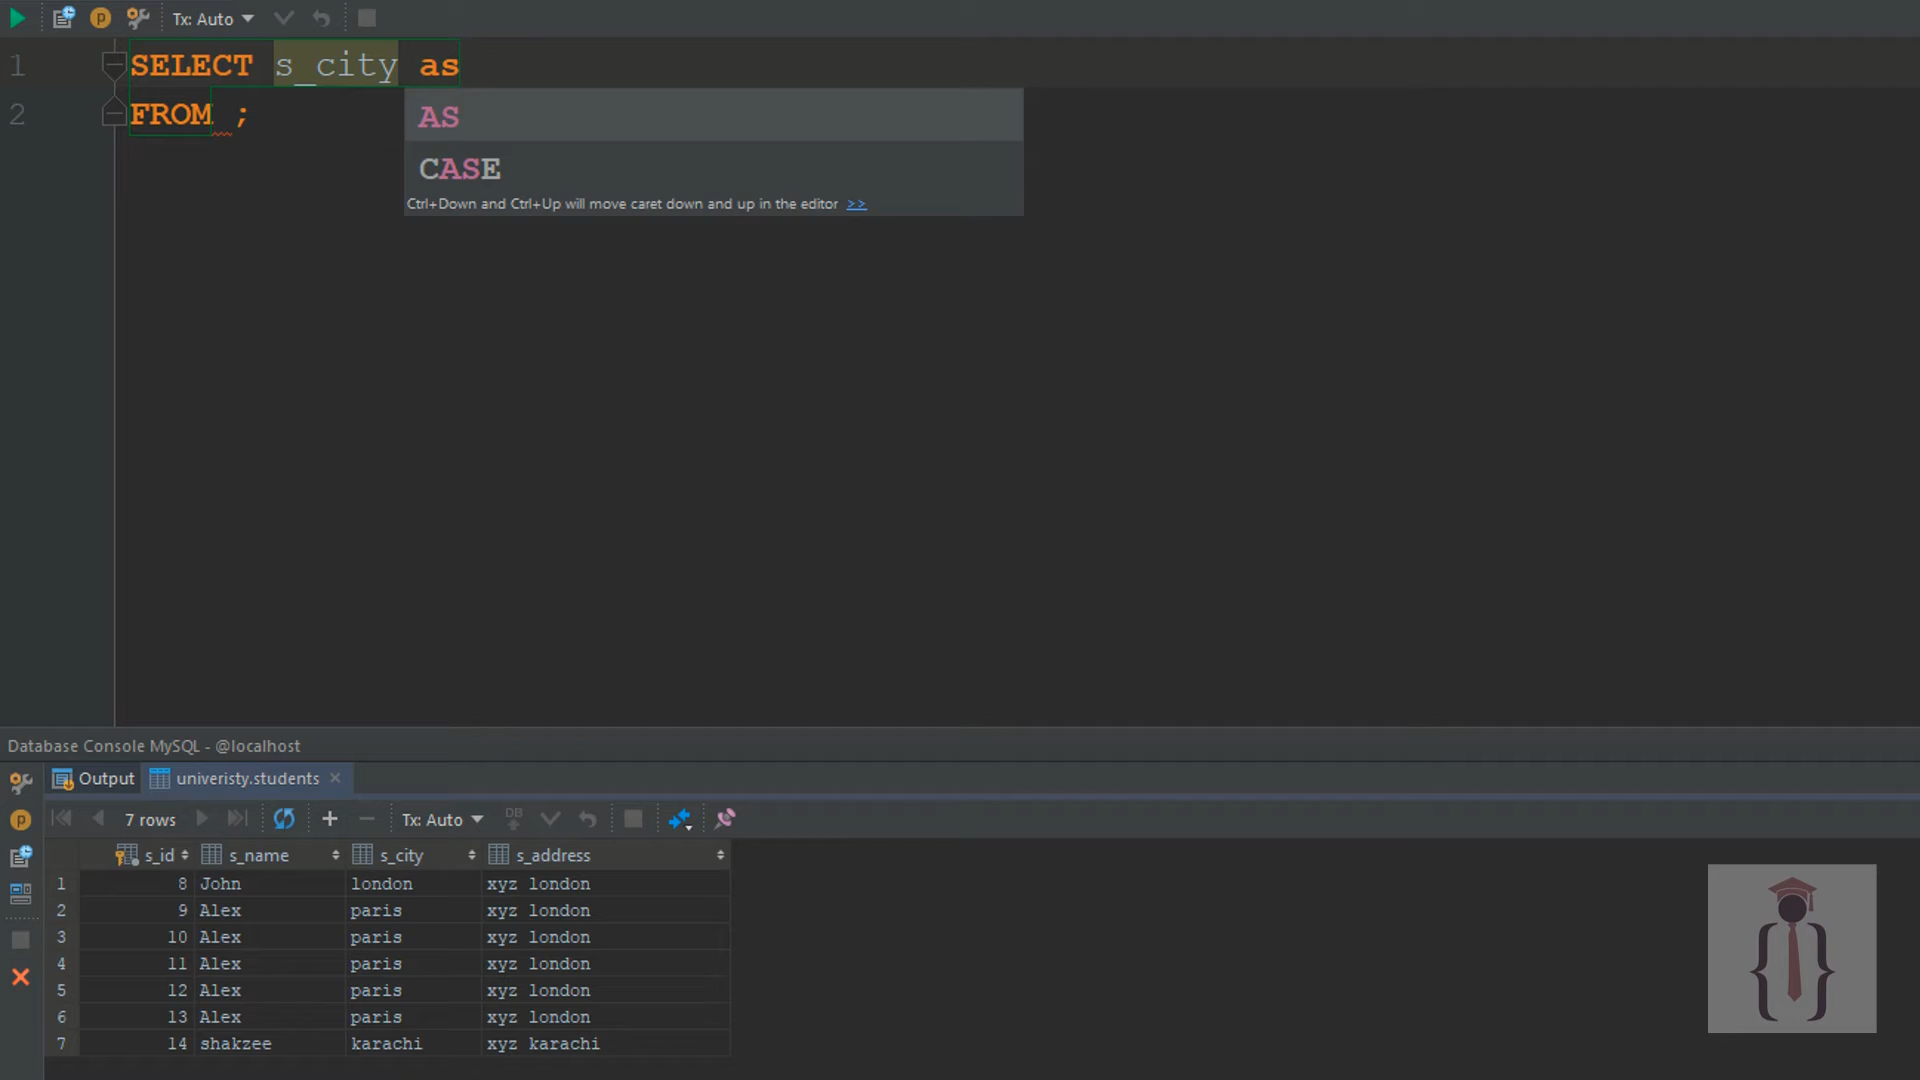 Tx: Auto
1 SELECT s_city as
2 FROM ;
AS
CASE
Ctrl+Down and Ctrl+Up will move caret down and up in the editor >>
Database Console MySQL - @localhost
Output univeristy.students
7 rows Tx: Auto DB
s_id s_name s_city s_address
1 8 John london xyz london
2 9 Alex paris xyz london
3 10 Alex paris xyz london
4 11 Alex paris xyz london
5 12 Alex paris xyz london
6 13 Alex paris xyz london
7 14 shakzee karachi xyz karachi